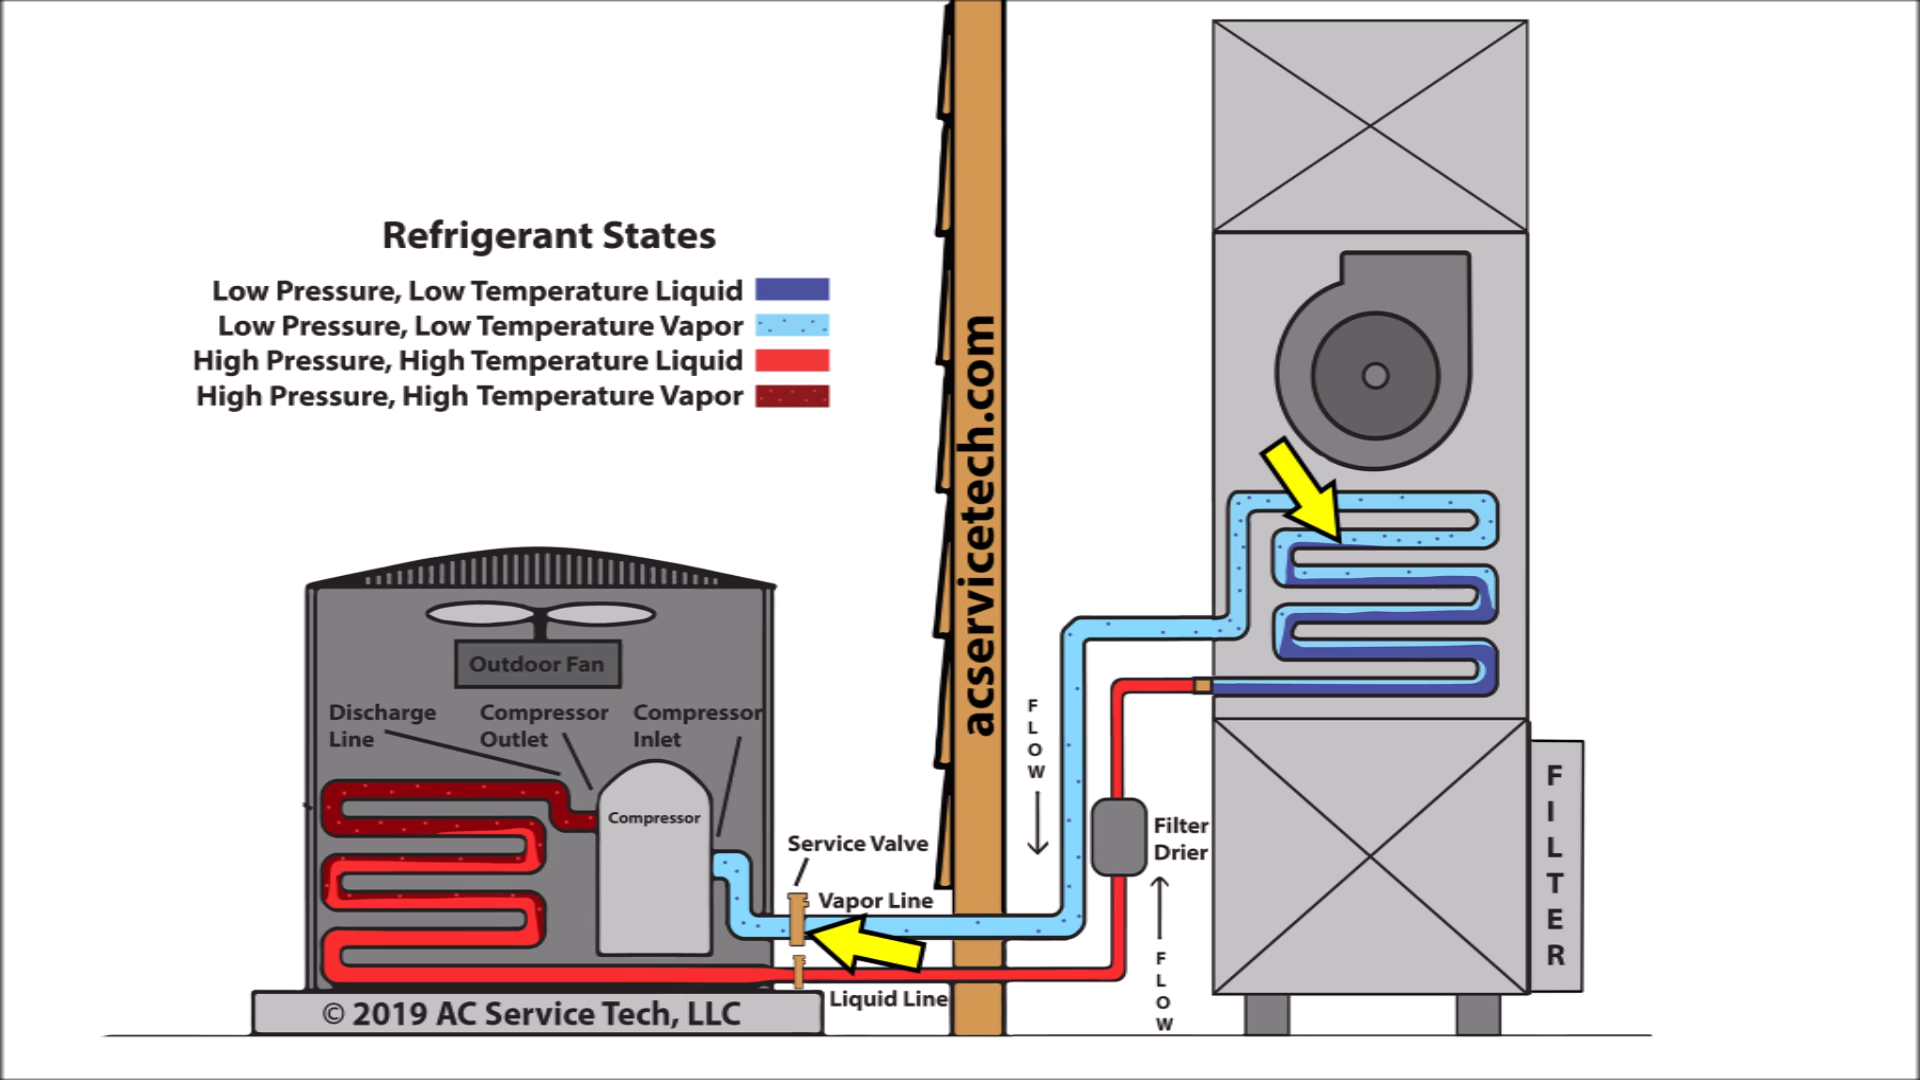 Refrigerant States
Low Pressure, Low Temperature Liquid
Low Pressure, Low Temperature Vapor
High Pressure, High Temperature Liquid
High Pressure, High Temperature Vapor
acservicetech.com
Outdoor Fan
Discharge
Line
Compressor
Outlet
Compressor
Inlet
Compressor
Service Valve
Vapor Line
Liquid Line
FLOW
Filter
Drier
FLOW
FILTER
© 2019 AC Service Tech, LLC